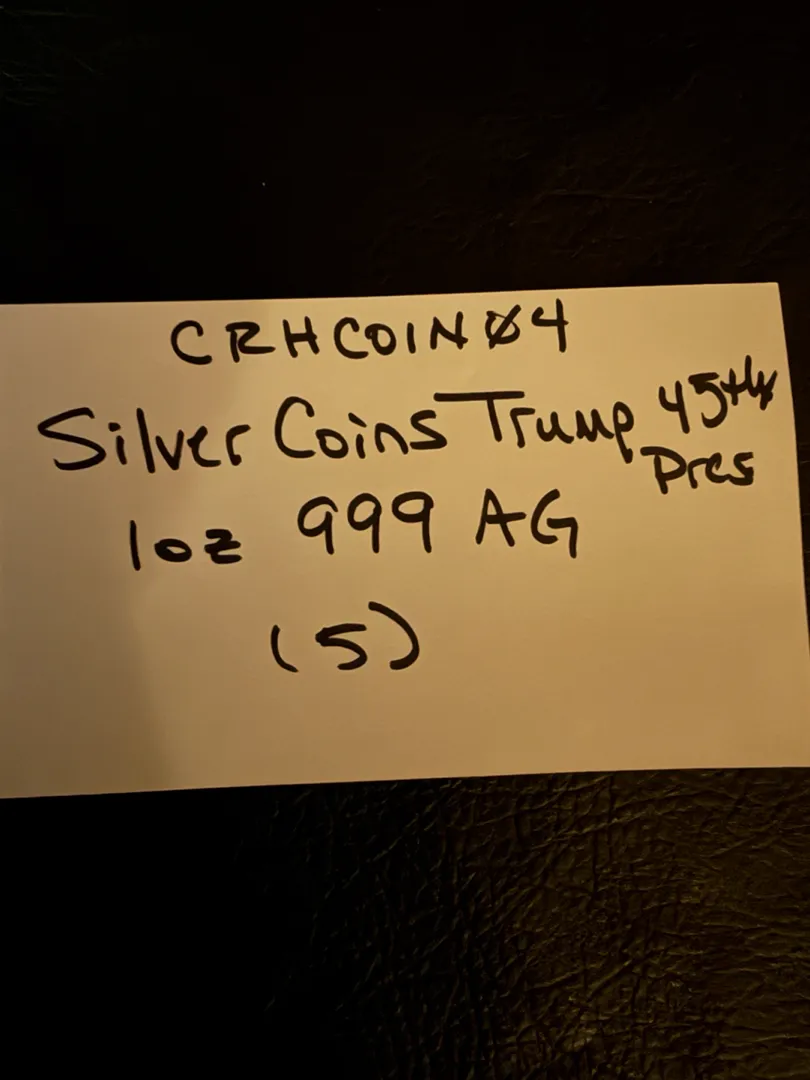 CRHCOIN04
Silver Coins Trump 45th
Pres
1oz 999 AG
(5)